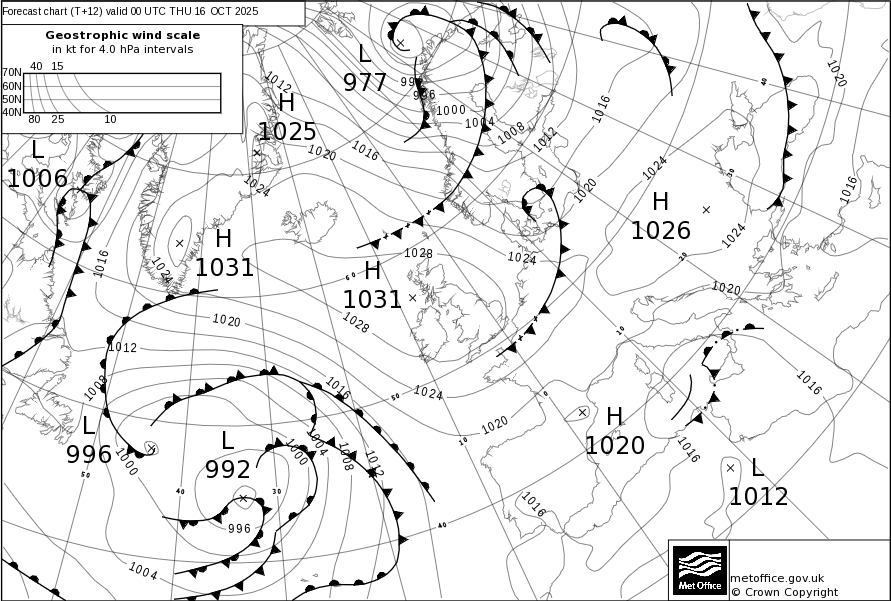 Forecast chart (T+12) valid 00 UTC THU 16 OCT 2025
Geostrophic wind scale
in kt for 4.0 hPa intervals
40 15
70N
60N
50N
40N
80 25 10
L
977
996
1000
1004
1008
1012
1016
1020
1012
H
1025
1020
1016
1024
L
1006
H
1031
1024
1016
H
1031
1028
1028
1024
60
H
1026
1024
1024
1020
1016
1020
1016
1020
1012
1008
1016
1024
1020
50
40
30
20
10
0
10
L
996
1000
50
L
992
40
30
996
1000
1004
1008
1012
1004
40
H
1020
1016
1016
1016
L
1012
Met Office
metoffice.gov.uk
© Crown Copyright